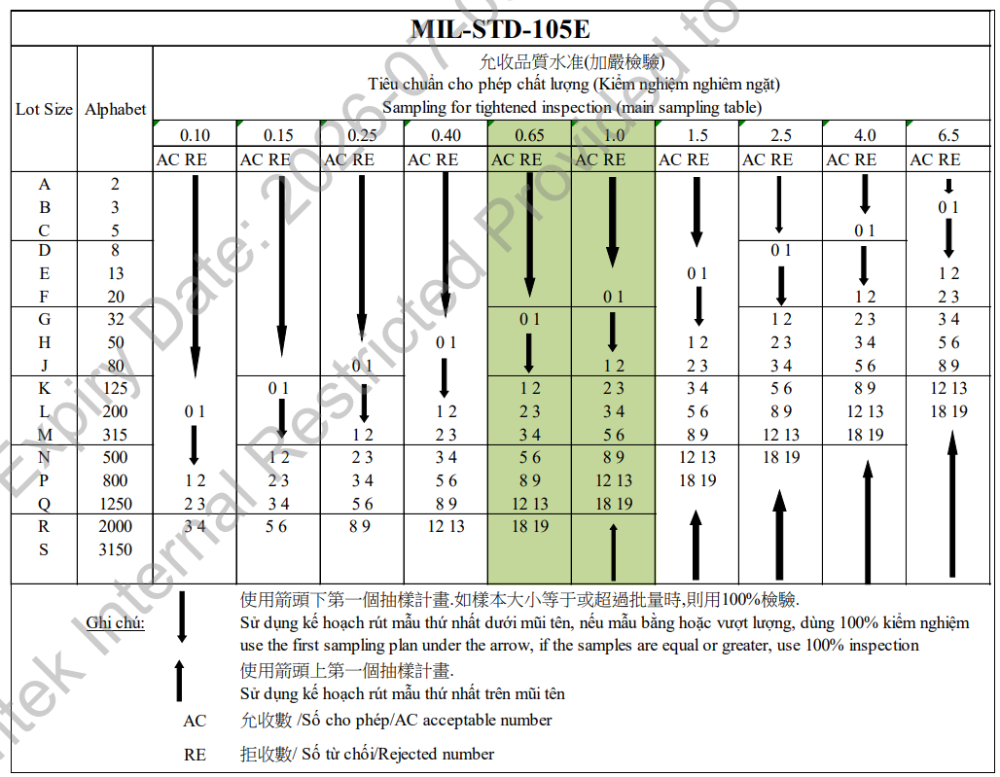 MIL-STD-105E
Lot Size Alphabet
允收品質水准(加嚴檢驗)
Tiêu chuẩn cho phép chất lượng (Kiểm nghiệm nghiêm ngặt)
Sampling for tightened inspection (main sampling table)
0.10 0.15 0.25 0.40 0.65 1.0 1.5 2.5 4.0 6.5
AC RE AC RE AC RE AC RE AC RE AC RE AC RE AC RE AC RE AC RE
A 2
B 3 0 1
C 5 0 1
D 8 0 1
E 13 0 1 1 2
F 20 0 1 1 2 2 3
G 32 0 1 1 2 2 3 3 4
H 50 0 1 1 2 2 3 3 4 5 6
J 80 0 1 1 2 2 3 3 4 5 6 8 9
K 125 0 1 1 2 2 3 3 4 5 6 8 9 12 13
L 200 0 1 1 2 2 3 3 4 5 6 8 9 12 13 18 19
M 315 1 2 2 3 3 4 5 6 8 9 12 13 18 19
N 500 1 2 2 3 3 4 5 6 8 9 12 13 18 19
P 800 1 2 2 3 3 4 5 6 8 9 12 13 18 19
Q 1250 2 3 3 4 5 6 8 9 12 13 18 19
R 2000 3 4 5 6 8 9 12 13 18 19
S 3150
使用箭頭下第一個抽樣計畫.如樣本大小等于或超過批量時,則用100%檢驗.
Ghi chú: Sử dụng kế hoạch rút mẫu thứ nhất dưới mũi tên, nếu mẫu bằng hoặc vượt lượng, dùng 100% kiểm nghiệm
use the first sampling plan under the arrow, if the samples are equal or greater, use 100% inspection
使用箭頭上第一個抽樣計畫.
Sử dụng kế hoạch rút mẫu thứ nhất trên mũi tên
AC 允收數 /Số cho phép/AC acceptable number
RE 拒收數/ Số từ chối/Rejected number
Expiry Date: 2026-07-0
ntek Internal Restricted Provided to